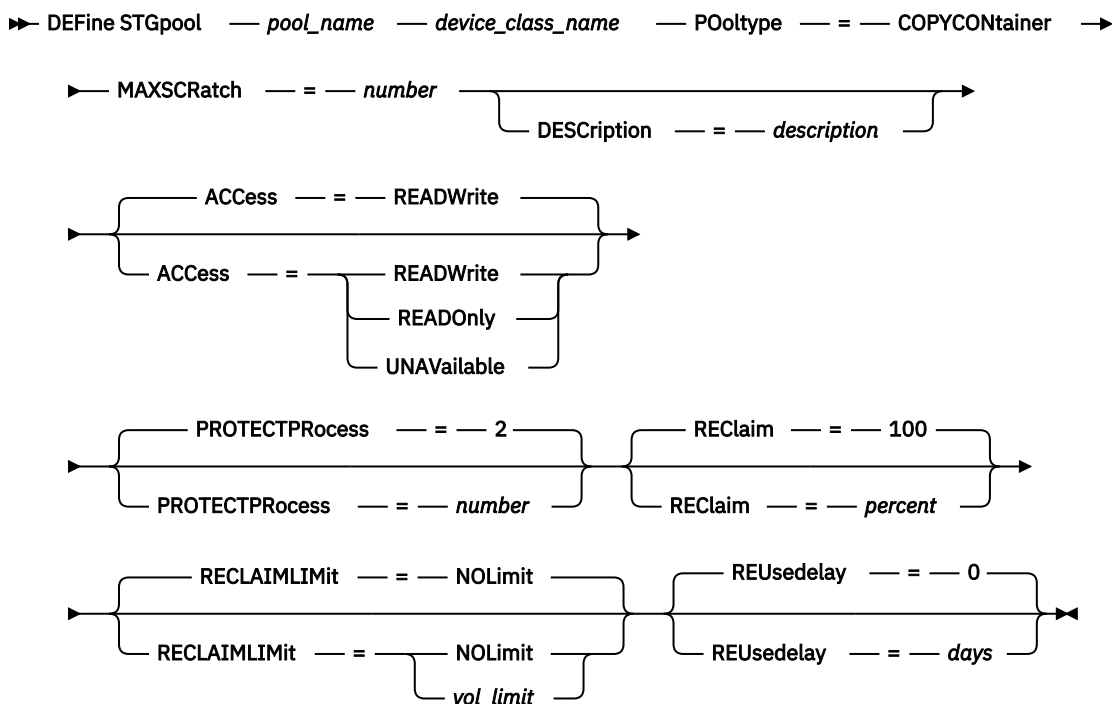 DEFine STGpool pool_name device_class_name POoltype = COPYCONtainer
MAXSCRatch = number
DESCription = description
ACCess = READWrite
ACCess = READWrite
READOnly
UNAVailable
PROTECTPRocess = 2 REClaim = 100
PROTECTPRocess = number REClaim = percent
RECLAIMLIMit = NOLimit REUsedelay = 0
RECLAIMLIMit = NOLimit REUsedelay = days
vol_limit